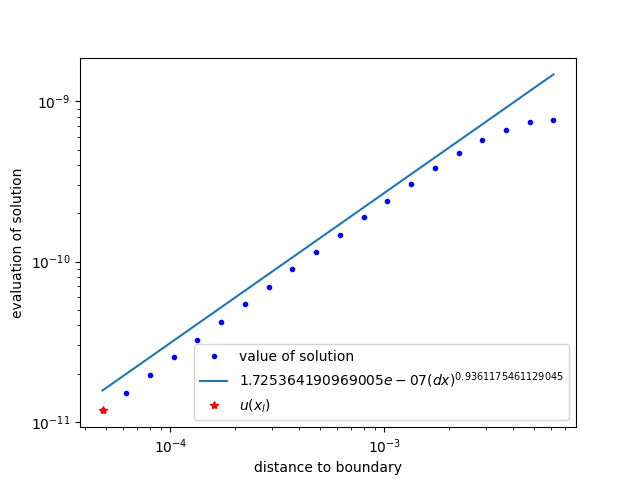 10⁻⁹
10⁻¹⁰
10⁻¹¹
evaluation of solution
value of solution
1.725364190969005e − 07(dx)^0.9361175461129045
u(x_l)
10⁻⁴
10⁻³
distance to boundary